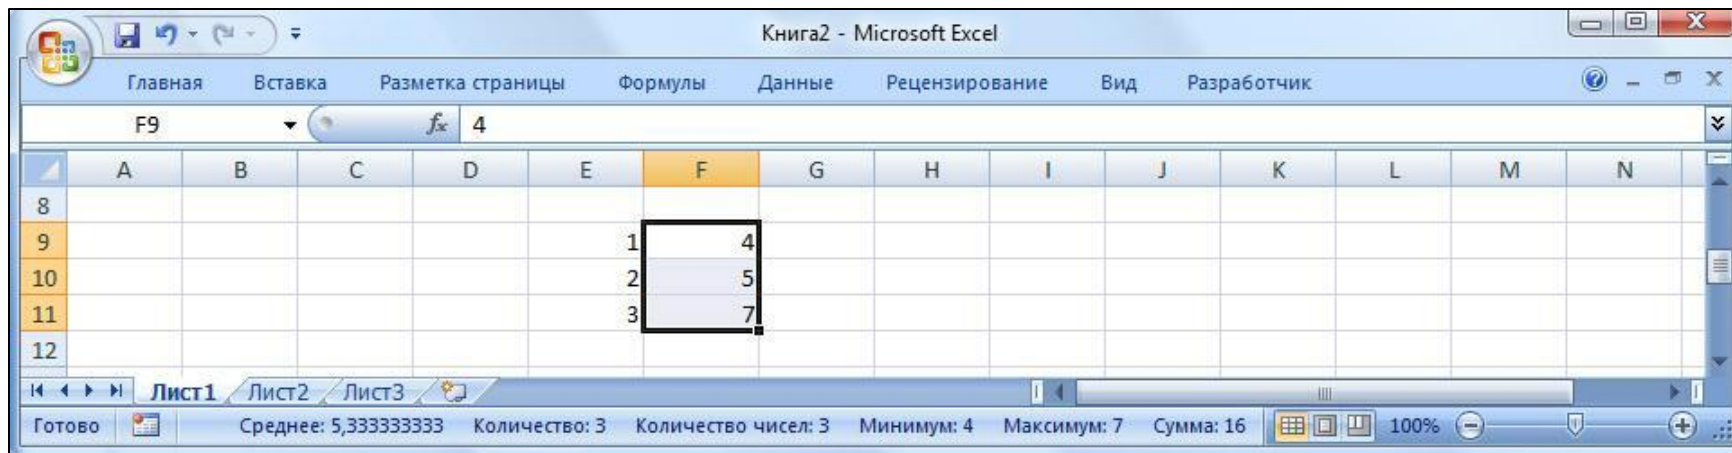 Книга2 - Microsoft Excel
Главная Вставка Разметка страницы Формулы Данные Рецензирование Вид Разработчик
F9 fx 4
A B C D E F G H I J K L M N
8
9 1 4
10 2 5
11 3 7
12
Лист1 Лист2 Лист3
Готово Среднее: 5,333333333 Количество: 3 Количество чисел: 3 Минимум: 4 Максимум: 7 Сумма: 16 100%